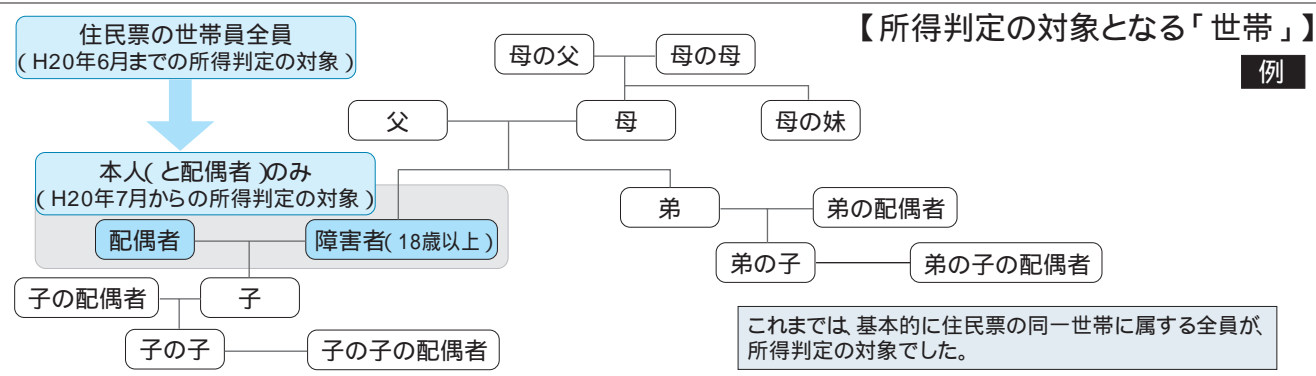 【所得判定の対象となる「世帯」】
例
住民票の世帯員全員
(H20年6月までの所得判定の対象)
母の父
母の母
父
母
母の妹
本人(と配偶者)のみ
(H20年7月からの所得判定の対象)
弟
弟の配偶者
配偶者
障害者(18歳以上)
弟の子
弟の子の配偶者
子の配偶者
子
子の子
子の子の配偶者
これまでは、基本的に住民票の同一世帯に属する全員が、
所得判定の対象でした。